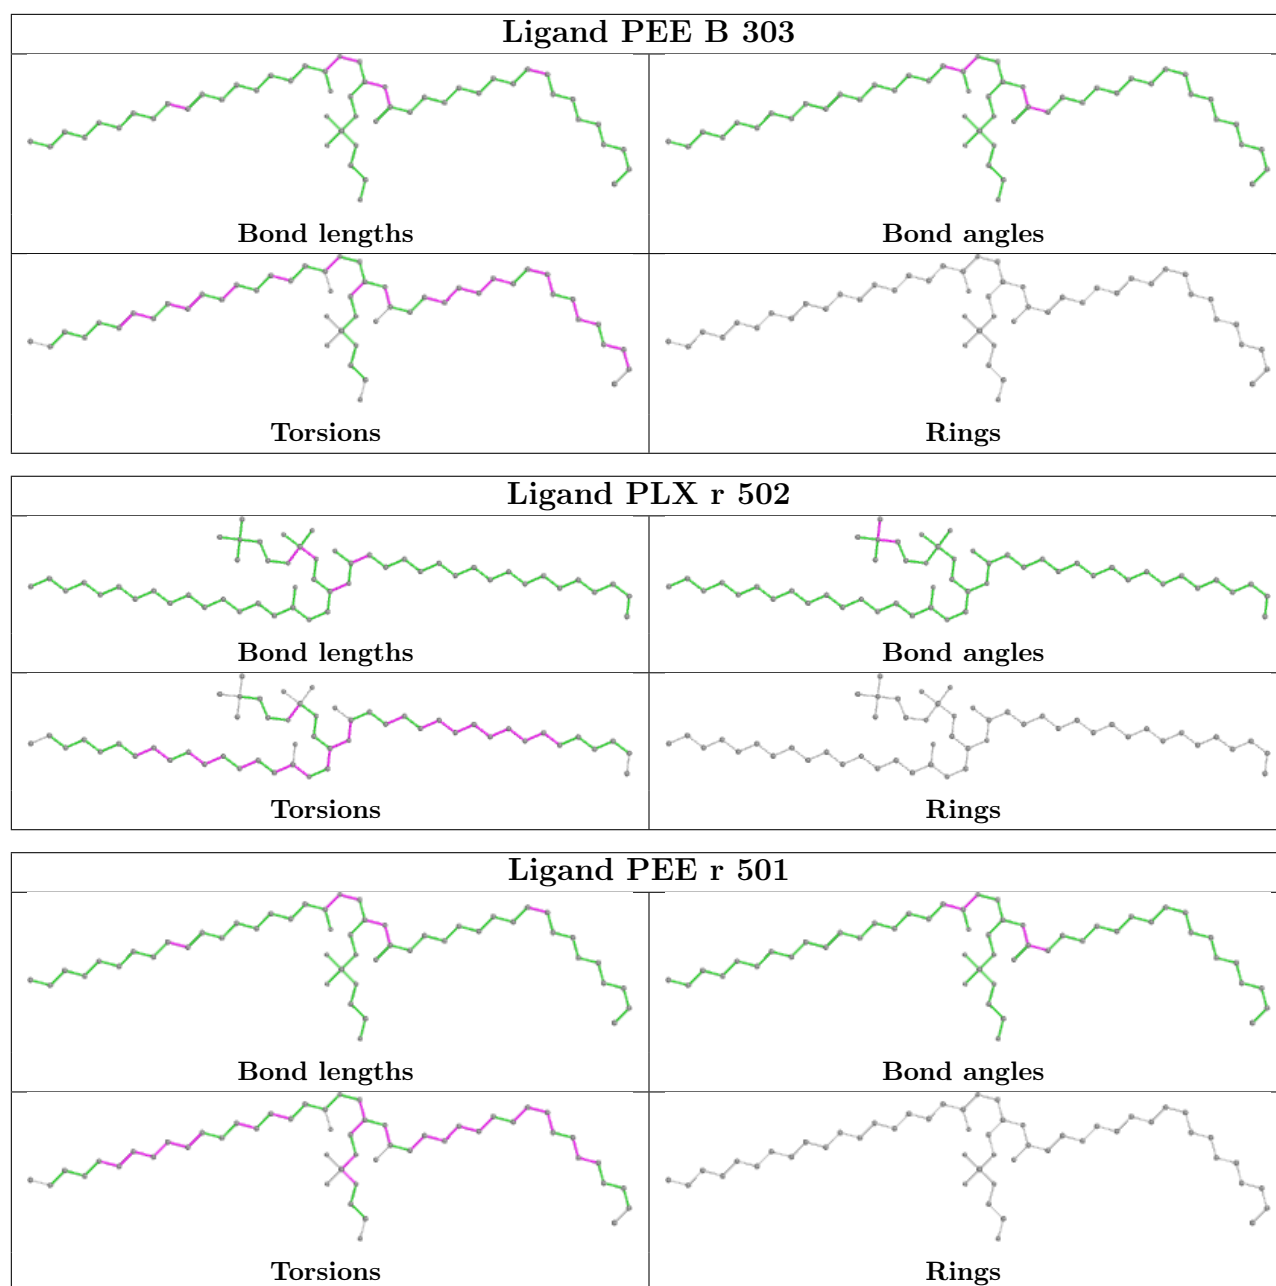 Ligand PEE B 303
Bond lengths
Bond angles
Torsions
Rings
Ligand PLX r 502
Bond lengths
Bond angles
Torsions
Rings
Ligand PEE r 501
Bond lengths
Bond angles
Torsions
Rings